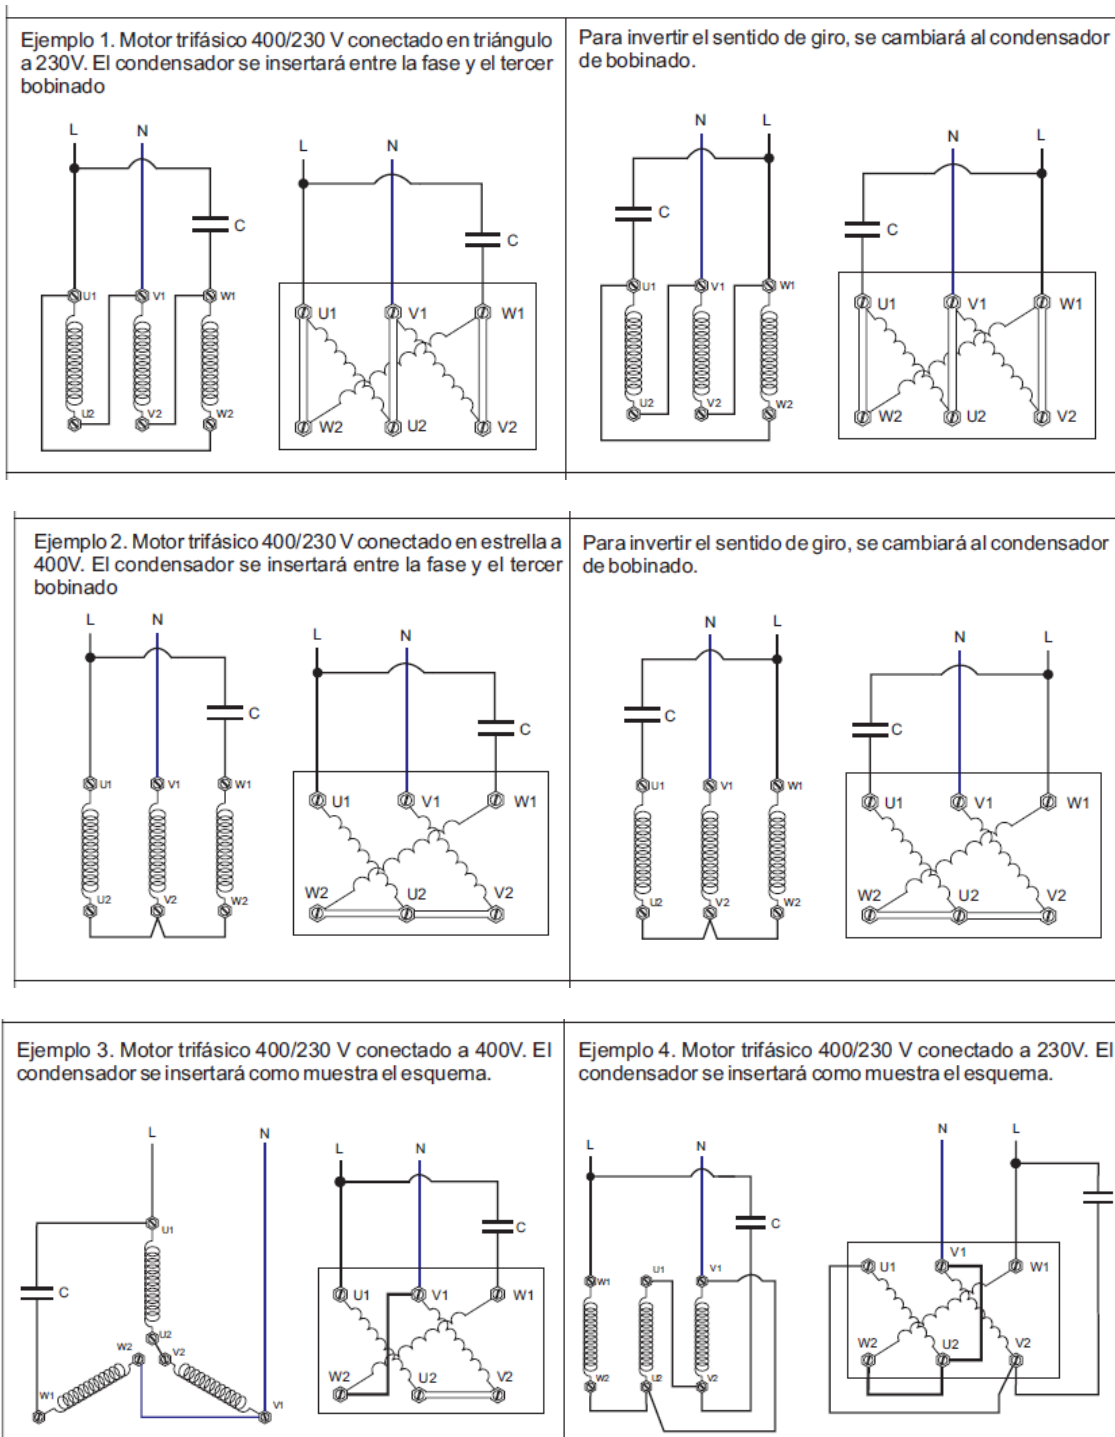 Ejemplo 1. Motor trifásico 400/230 V conectado en triángulo
a 230V. El condensador se insertará entre la fase y el tercer
bobinado
L N
C
U1 V1 W1
U2 V2 W2
L N
C
U1 V1 W1
W2 U2 V2
Para invertir el sentido de giro, se cambiará al condensador
de bobinado.
N L
C
U1 V1 W1
U2 V2 W2
N L
C
U1 V1 W1
W2 U2 V2
Ejemplo 2. Motor trifásico 400/230 V conectado en estrella a
400V. El condensador se insertará entre la fase y el tercer
bobinado
L N
C
U1 V1 W1
U2 V2 W2
L N
C
U1 V1 W1
W2 U2 V2
Para invertir el sentido de giro, se cambiará al condensador
de bobinado.
N L
C
U1 V1 W1
U2 V2 W2
N L
C
U1 V1 W1
W2 U2 V2
Ejemplo 3. Motor trifásico 400/230 V conectado a 400V. El
condensador se insertará como muestra el esquema.
L N
U1
C
U2
W2 V2
W1 V1
L N
C
U1 V1 W1
W2 U2 V2
Ejemplo 4. Motor trifásico 400/230 V conectado a 230V. El
condensador se insertará como muestra el esquema.
L N
C
W1 U1 V1
W2 U2 V2
N L
U1 V1 W1
W2 U2 V2